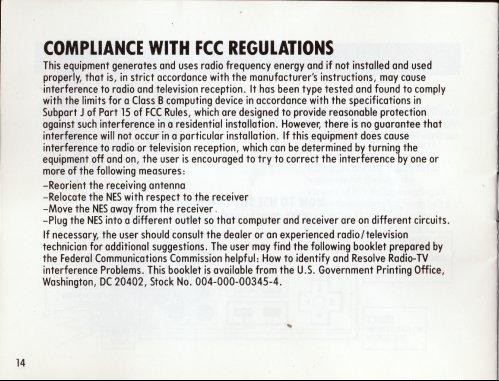 COMPLIANCE WITH FCC REGULATIONS
This equipment generates and uses radio frequency energy and if not installed and used
properly, that is, in strict accordance with the manufacturer's instructions, may cause
interference to radio and television reception. It has been type tested and found to comply
with the limits for a Class B computing device in accordance with the specifications in
Subpart J of Part 15 of FCC Rules, which are designed to provide reasonable protection
against such interference in a residential installation. However, there is no guarantee that
interference will not occur in a particular installation. If this equipment does cause
interference to radio or television reception, which can be determined by turning the
equipment off and on, the user is encouraged to try to correct the interference by one or
more of the following measures:
-Reorient the receiving antenna
-Relocate the NES with respect to the receiver
-Move the NES away from the receiver.
-Plug the NES into a different outlet so that computer and receiver are on different circuits.
If necessary, the user should consult the dealer or an experienced radio/television
technician for additional suggestions. The user may find the following booklet prepared by
the Federal Communications Commission helpful: How to identify and Resolve Radio-TV
interference Problems. This booklet is available from the U.S. Government Printing Office,
Washington, DC 20402, Stock No. 004-000-00345-4.
14